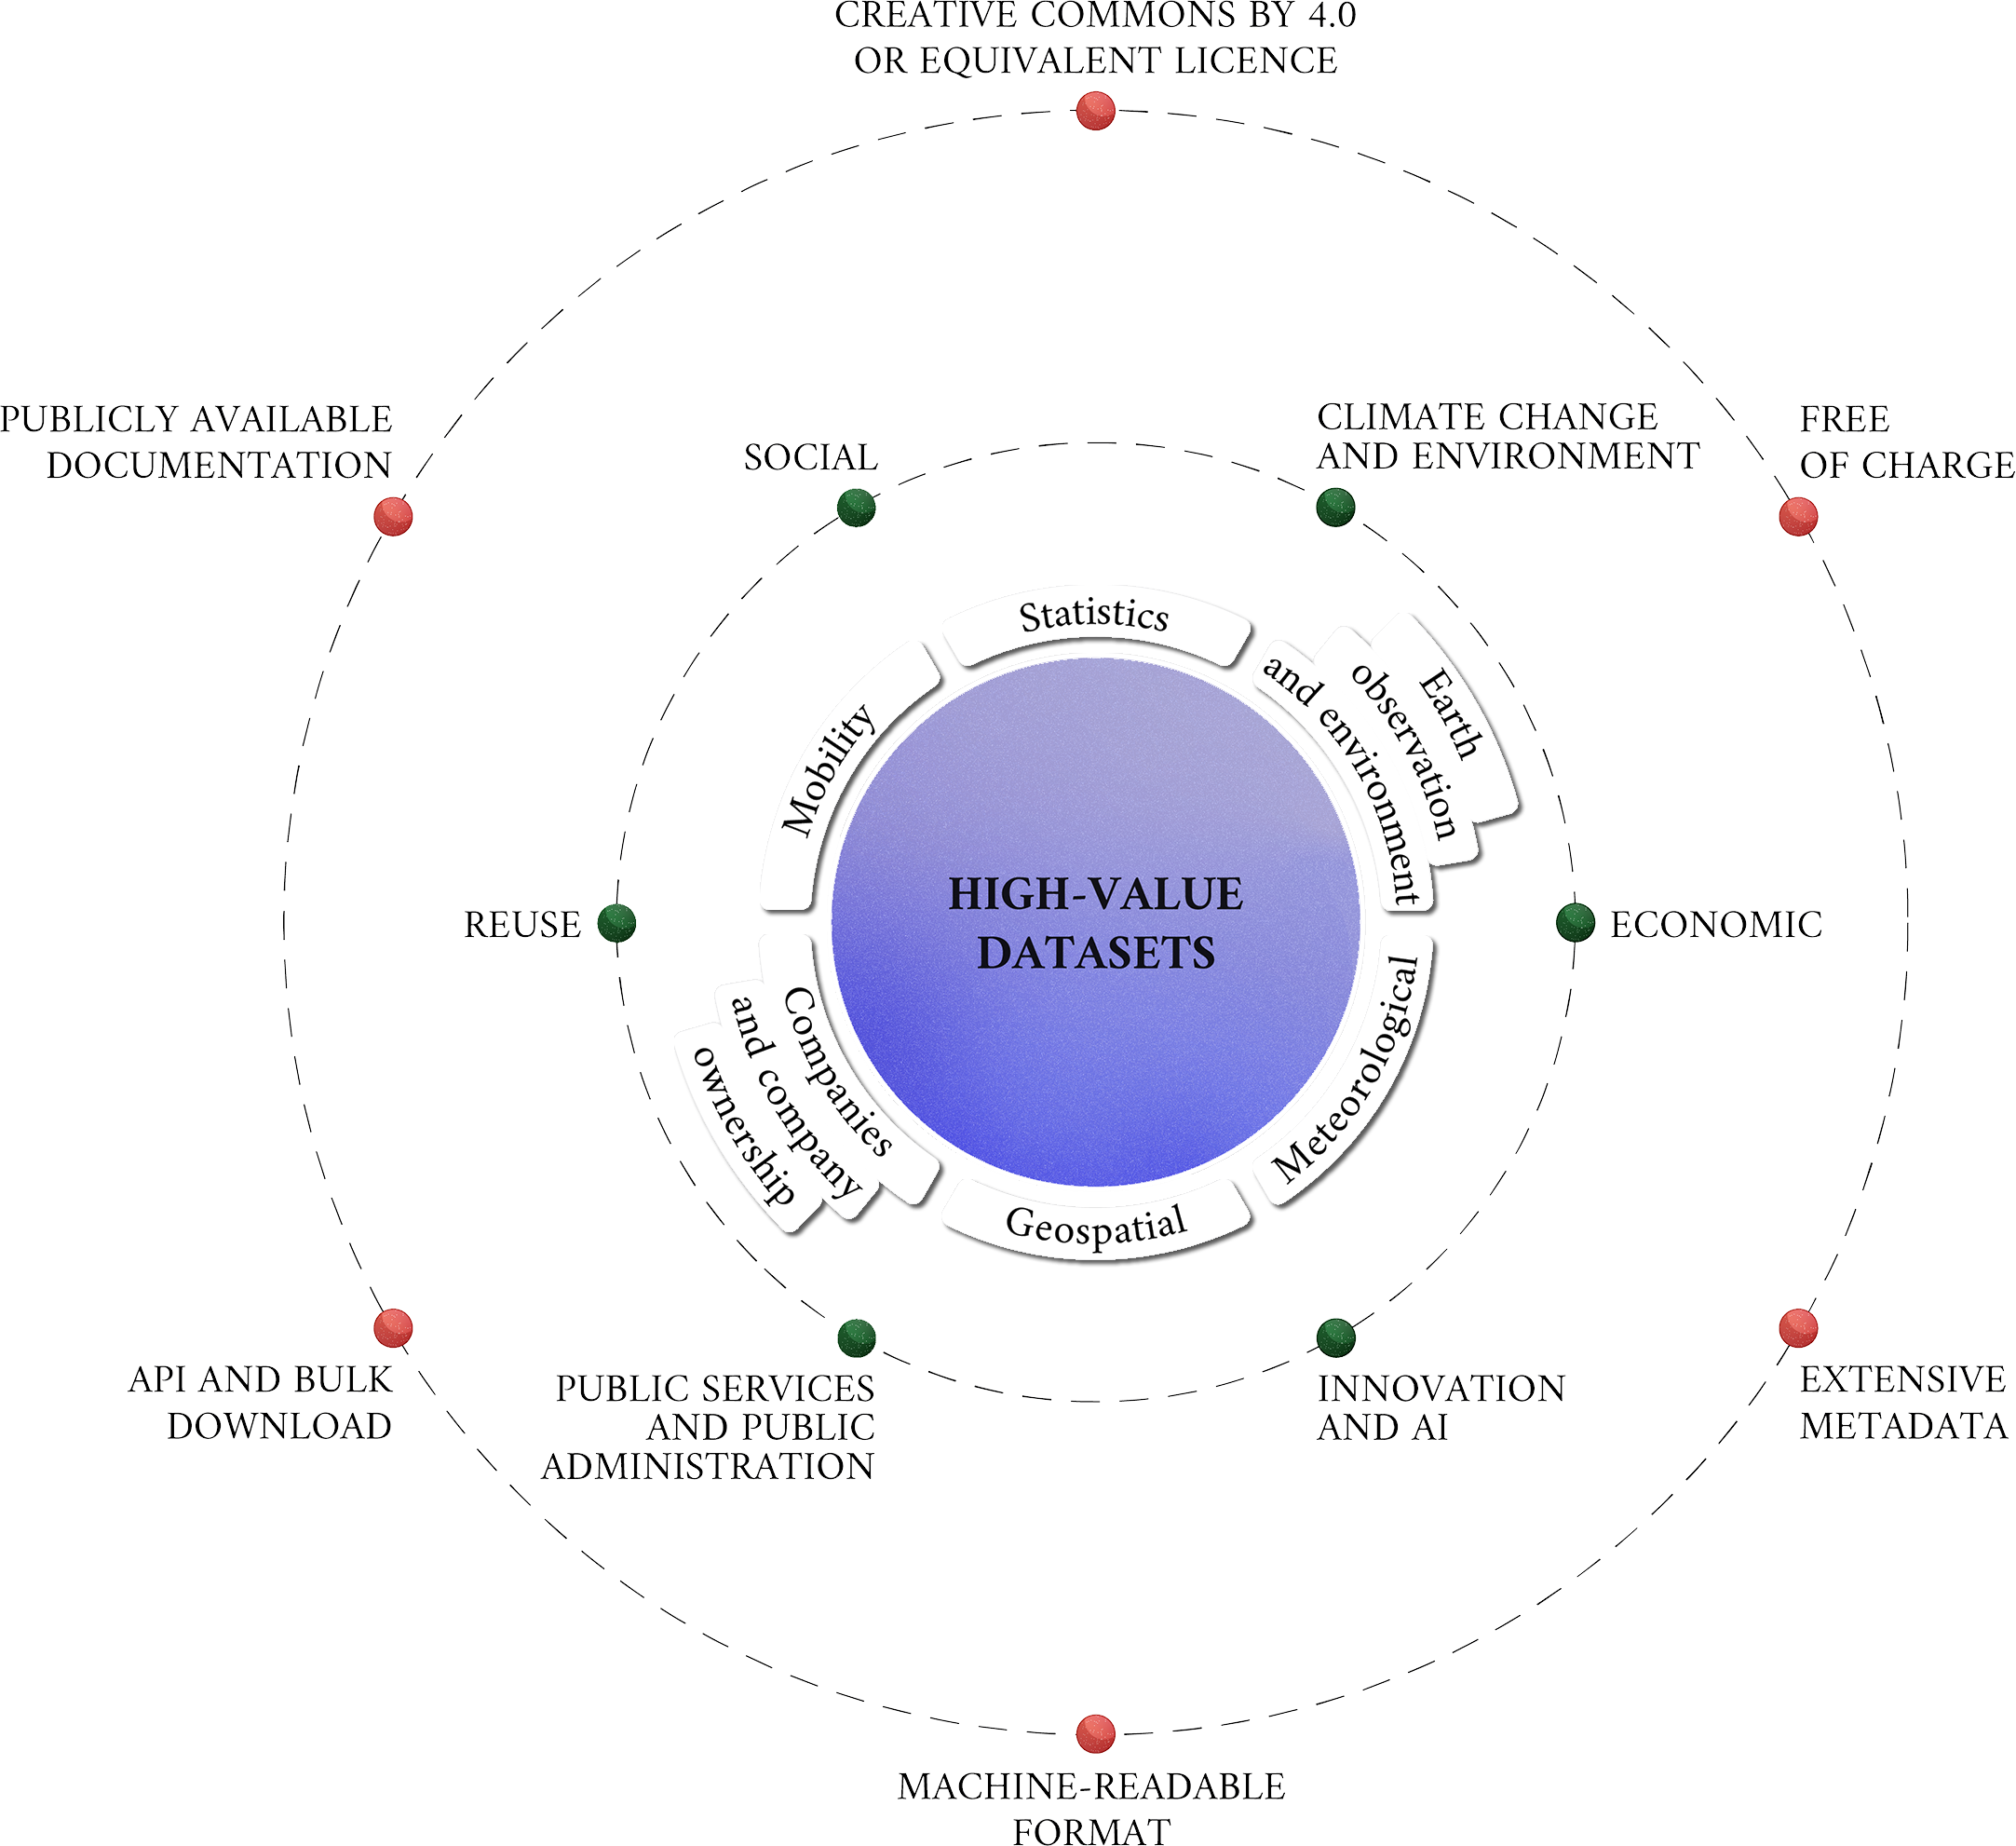 CREATIVE COMMONS BY 4.0
OR EQUIVALENT LICENCE
PUBLICLY AVAILABLE
DOCUMENTATION
SOCIAL
CLIMATE CHANGE
AND ENVIRONMENT
FREE
OF CHARGE
Statistics
Earth
observation
and environment
Mobility
HIGH-VALUE
DATASETS
REUSE
ECONOMIC
Companies
and company
ownership
Meteorological
Geospatial
API AND BULK
DOWNLOAD
PUBLIC SERVICES
AND PUBLIC
ADMINISTRATION
INNOVATION
AND AI
EXTENSIVE
METADATA
MACHINE-READABLE
FORMAT